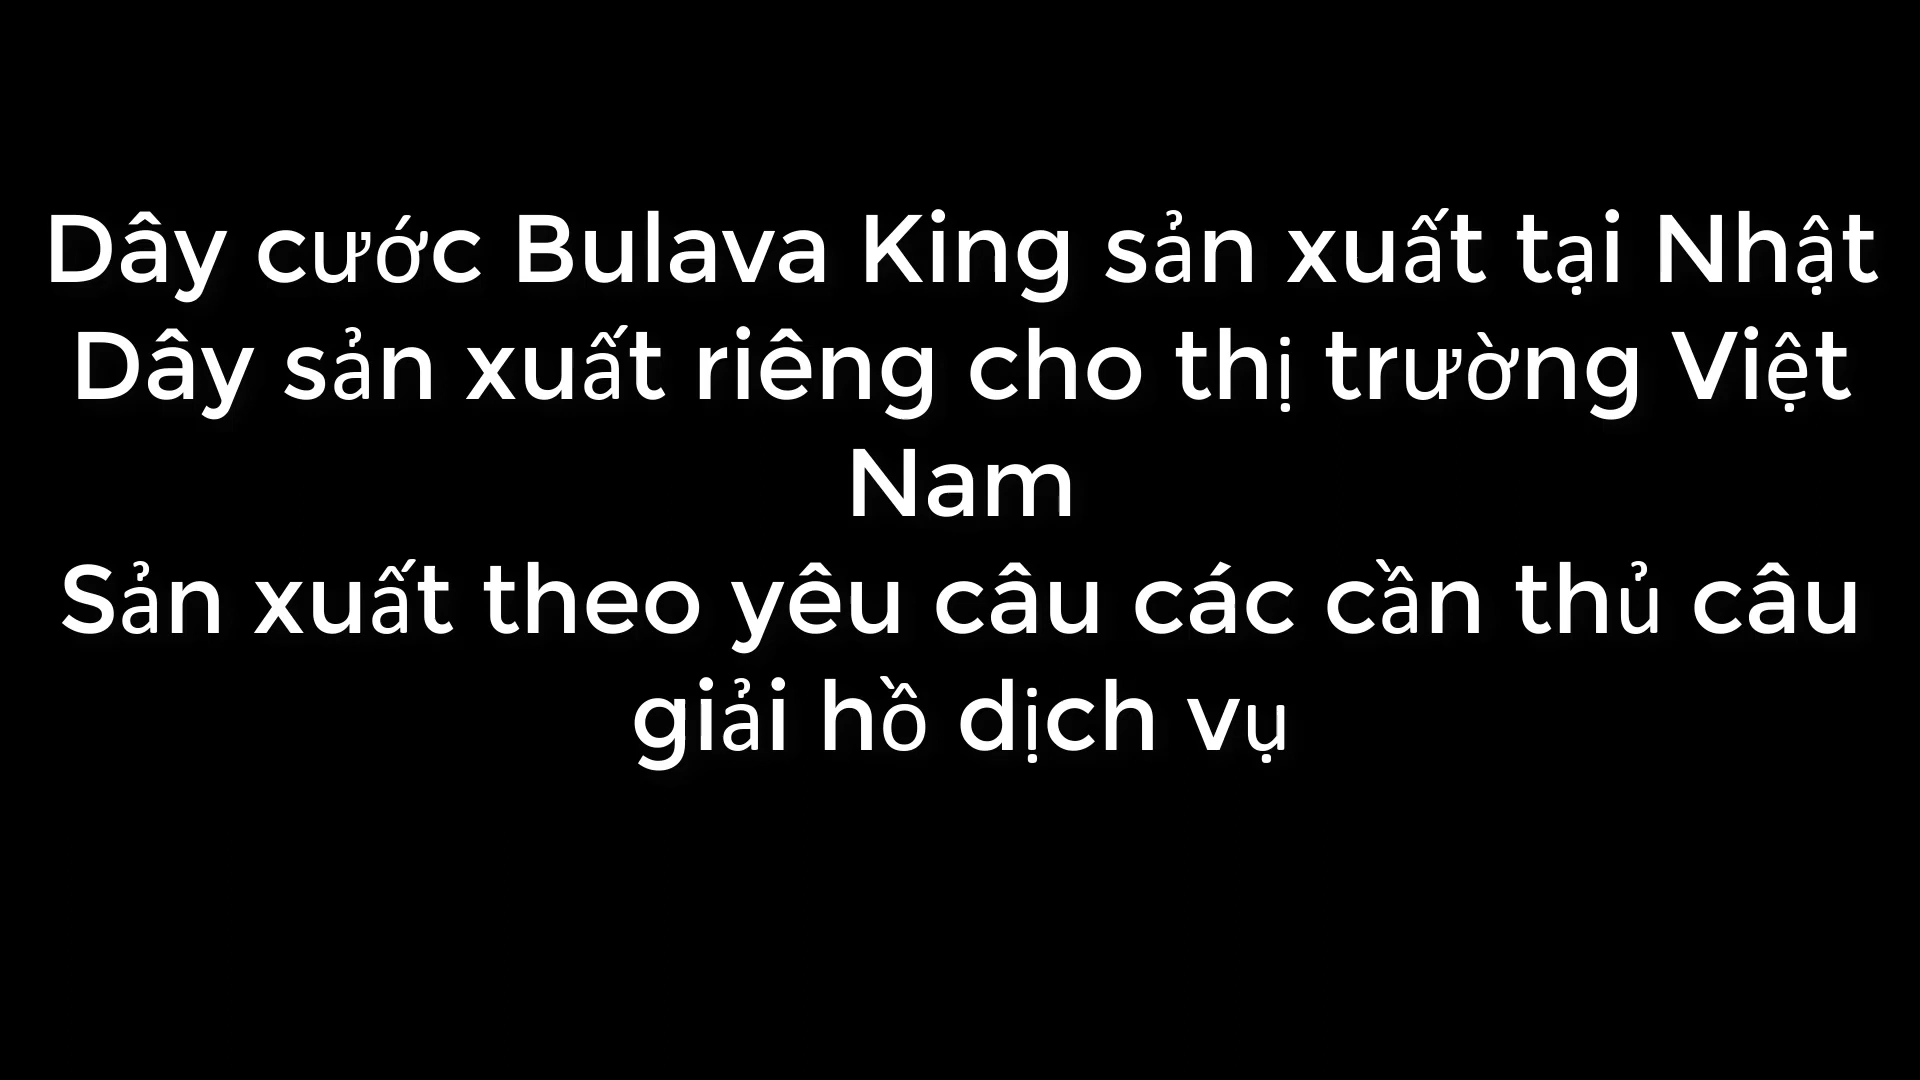 Dây cước Bulava King sản xuất tại Nhật
Dây sản xuất riêng cho thị trường Việt
Nam
Sản xuất theo yêu câu các cần thủ câu
giải hồ dịch vụ